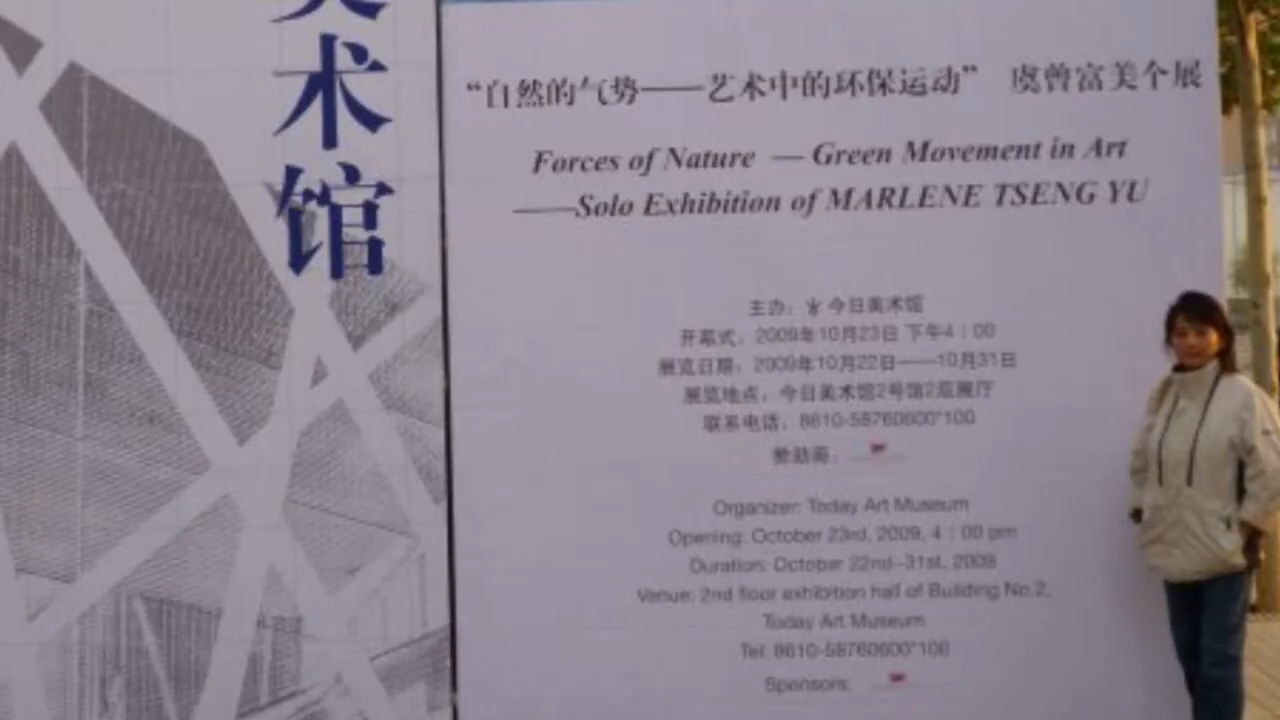 术
馆
“自然的气势——艺术中的环保运动” 虞曾富美个展
Forces of Nature — Green Movement in Art
——Solo Exhibition of MARLENE TSENG YU
主办：今日美术馆
开幕式：2009年10月23日 下午4：00
展览日期：2009年10月22日——10月31日
展览地点：今日美术馆2号馆2层展厅
联系电话：8610-58760600*100
赞助商：
Organizer: Today Art Museum
Opening: October 23rd, 2009, 4：00 pm
Duration: October 22nd-31st, 2009
Venue: 2nd floor exhibition hall of Building No.2,
Today Art Museum
Tel: 8610-58760600*100
Sponsors: